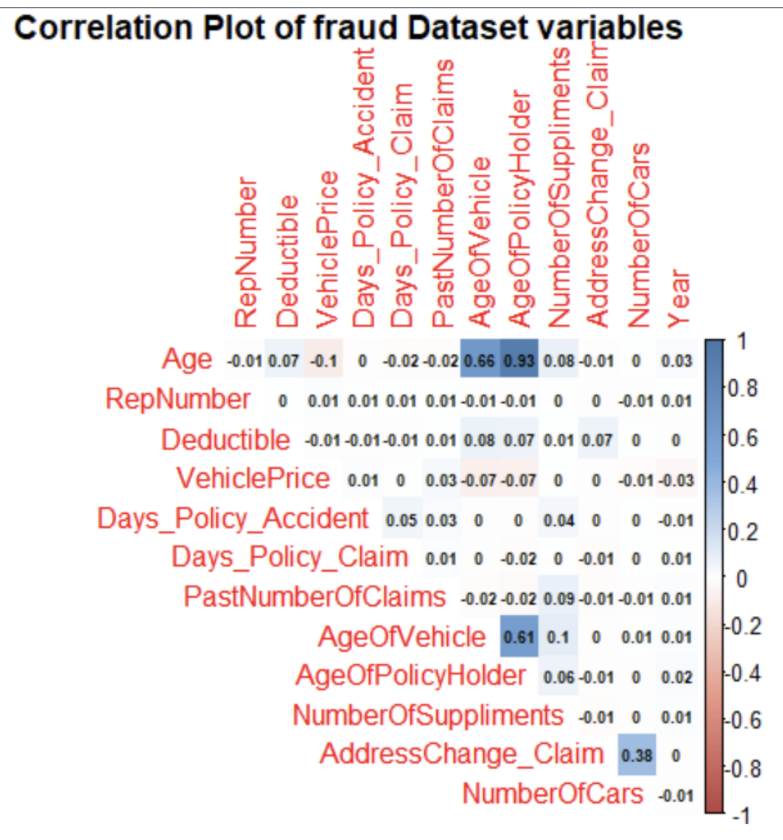 Correlation Plot of fraud Dataset variables
RepNumber
Deductible
VehiclePrice
Days_Policy_Accident
Days_Policy_Claim
PastNumberOfClaims
AgeOfVehicle
AgeOfPolicyHolder
NumberOfSuppliments
AddressChange_Claim
NumberOfCars
Year
Age -0.01 0.07 -0.1 0 -0.02 -0.02 0.66 0.93 0.08 -0.01 0 0.03
RepNumber 0 0.01 0.01 0.01 0.01 -0.01 -0.01 0 0 -0.01 0.01
Deductible -0.01 -0.01 -0.01 0.01 0.08 0.07 0.01 0.07 0 0
VehiclePrice 0.01 0 0.03 -0.07 -0.07 0 0 -0.01 -0.03
Days_Policy_Accident 0.05 0.03 0 0 0.04 0 0 -0.01
Days_Policy_Claim 0.01 0 -0.02 0 -0.01 0 0.01
PastNumberOfClaims -0.02 -0.02 0.09 -0.01 -0.01 0.01
AgeOfVehicle 0.61 0.1 0 0.01 0.01
AgeOfPolicyHolder 0.06 -0.01 0 0.02
NumberOfSuppliments -0.01 0 0.01
AddressChange_Claim 0.38 0
NumberOfCars -0.01
1
0.8
0.6
0.4
0.2
0
-0.2
-0.4
-0.6
-0.8
-1